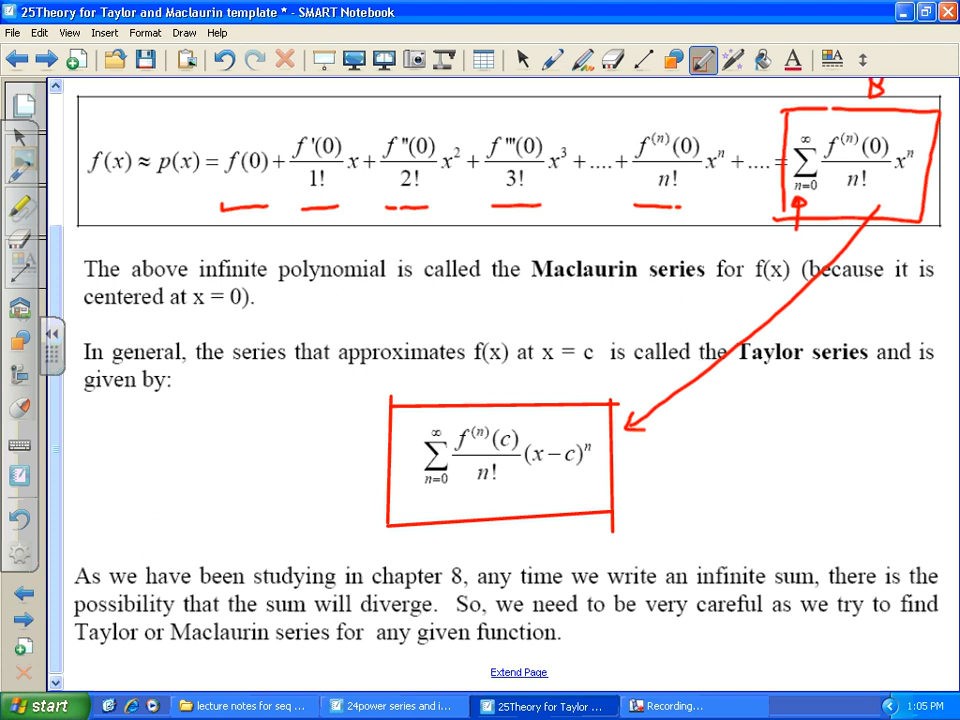 25Theory for Taylor and Maclaurin template * - SMART Notebook
File Edit View Insert Format Draw Help
f(x) ≈ p(x) = f(0) + f'(0)/1! x + f''(0)/2! x² + f'''(0)/3! x³ + .... + f⁽ⁿ⁾(0)/n! xⁿ + .... = ∑ n=0 ∞ f⁽ⁿ⁾(0)/n! xⁿ
The above infinite polynomial is called the Maclaurin series for f(x) (because it is
centered at x = 0).
In general, the series that approximates f(x) at x = c is called the Taylor series and is
given by:
∑ n=0 ∞ f⁽ⁿ⁾(c)/n! (x − c)ⁿ
As we have been studying in chapter 8, any time we write an infinite sum, there is the
possibility that the sum will diverge. So, we need to be very careful as we try to find
Taylor or Maclaurin series for any given function.
Extend Page
start
lecture notes for seq ...
24power series and i...
25Theory for Taylor ...
Recording...
1:05 PM